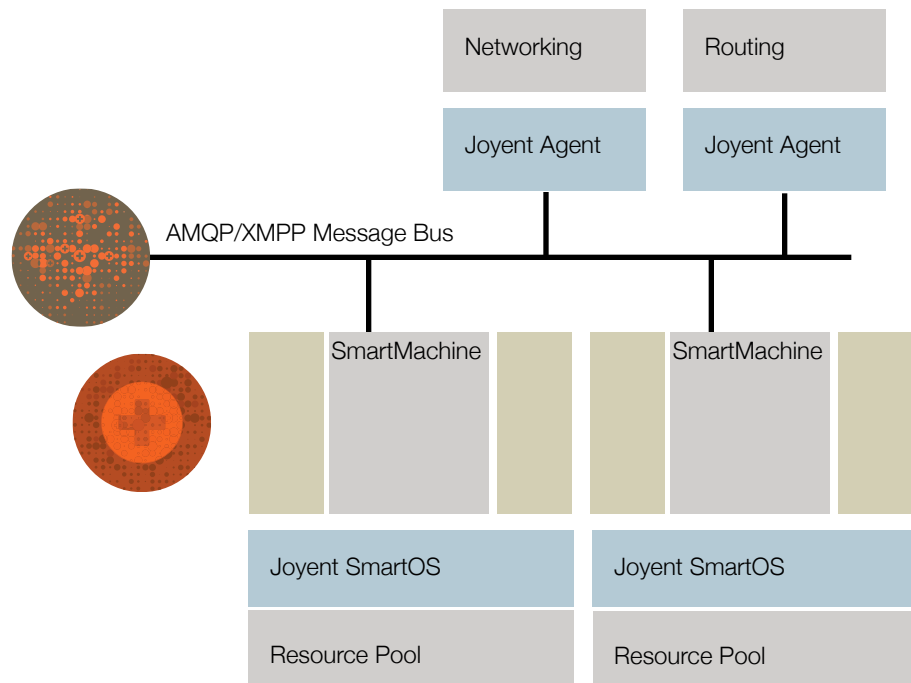 Networking
Routing
Joyent Agent
Joyent Agent
AMQP/XMPP Message Bus
SmartMachine
SmartMachine
Joyent SmartOS
Joyent SmartOS
Resource Pool
Resource Pool